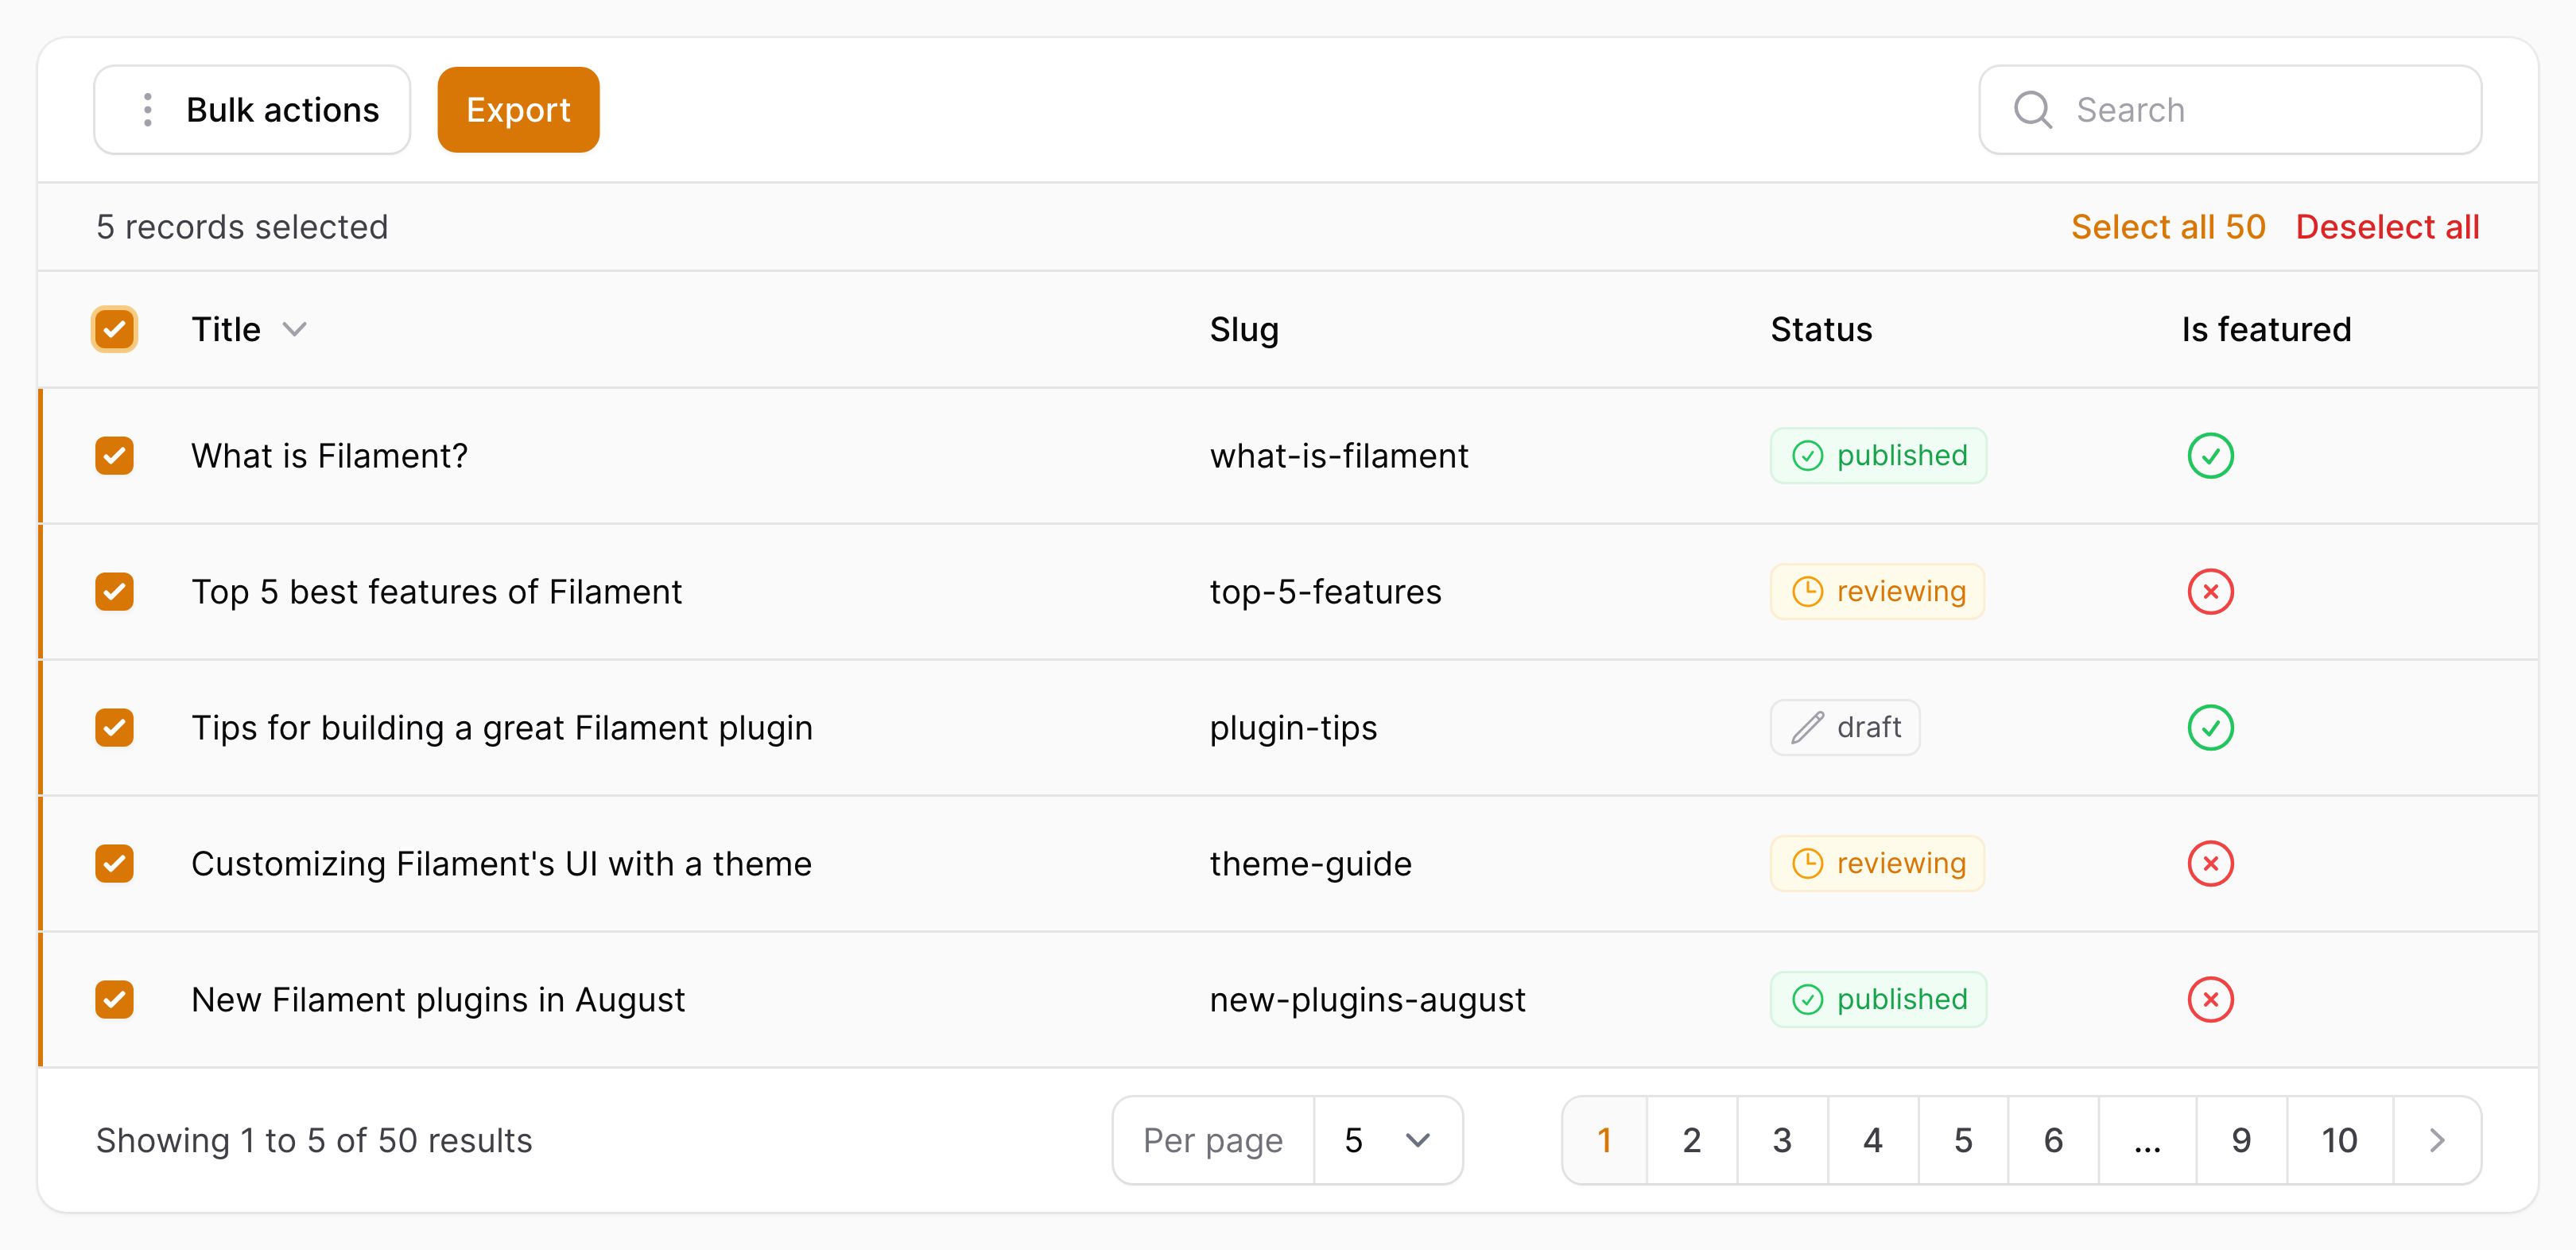 Bulk actions Export Search
5 records selected Select all 50 Deselect all
Title Slug Status Is featured
What is Filament? what-is-filament published
Top 5 best features of Filament top-5-features reviewing
Tips for building a great Filament plugin plugin-tips draft
Customizing Filament's UI with a theme theme-guide reviewing
New Filament plugins in August new-plugins-august published
Showing 1 to 5 of 50 results Per page 5 1 2 3 4 5 6 ... 9 10